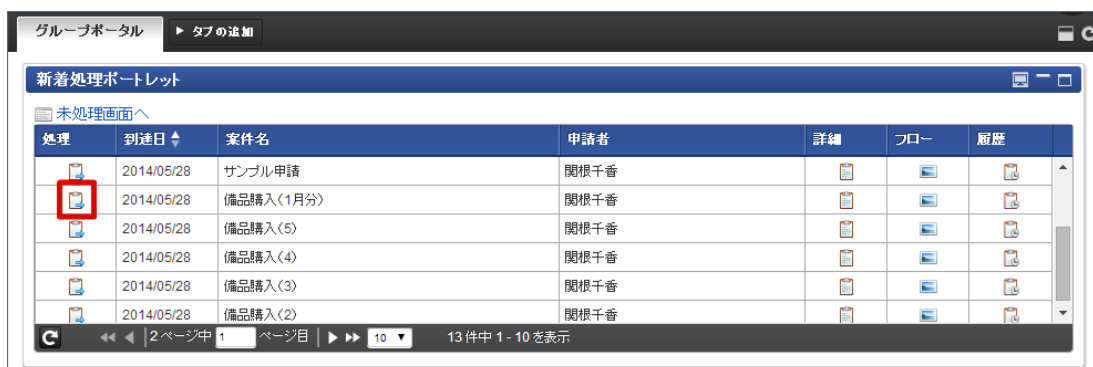 グループポータル ▶ タブの追加
新着処理ポートレット
未処理画面へ
処理 到達日 案件名 申請者 詳細 フロー 履歴
2014/05/28 サンプル申請 関根千香
2014/05/28 備品購入(1月分) 関根千香
2014/05/28 備品購入(5) 関根千香
2014/05/28 備品購入(4) 関根千香
2014/05/28 備品購入(3) 関根千香
2014/05/28 備品購入(2) 関根千香
2ページ中 1 ページ目 10 13件中 1 - 10 を表示